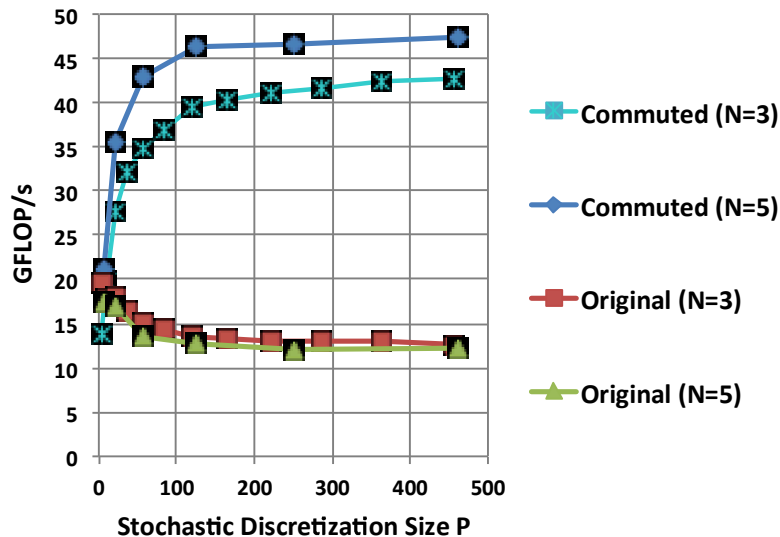 50
45
40
35
30
25
20
15
10
5
0
GFLOP/s
0 100 200 300 400 500
Stochastic Discretization Size P
Commuted (N=3)
Commuted (N=5)
Original (N=3)
Original (N=5)